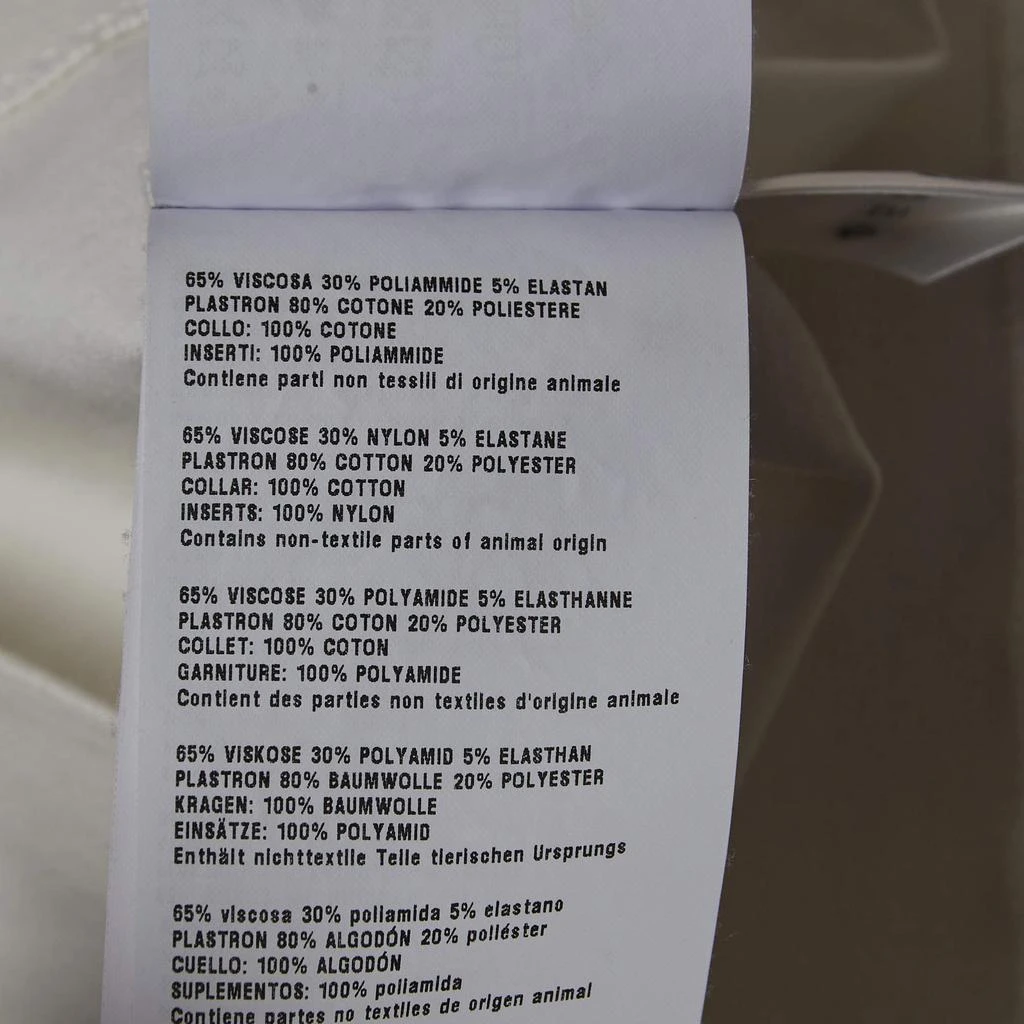 65% VISCOSA 30% POLIAMMIDE 5% ELASTAN
PLASTRON 80% COTONE 20% POLIESTERE
COLLO: 100% COTONE
INSERTI: 100% POLIAMMIDE
Contiene parti non tessili di origine animale
65% VISCOSE 30% NYLON 5% ELASTANE
PLASTRON 80% COTTON 20% POLYESTER
COLLAR: 100% COTTON
INSERTS: 100% NYLON
Contains non-textile parts of animal origin
65% VISCOSE 30% POLYAMIDE 5% ELASTHANNE
PLASTRON 80% COTON 20% POLYESTER
COLLET: 100% COTON
GARNITURE: 100% POLYAMIDE
Contient des parties non textiles d'origine animale
65% VISKOSE 30% POLYAMID 5% ELASTHAN
PLASTRON 80% BAUMWOLLE 20% POLYESTER
KRAGEN: 100% BAUMWOLLE
EINSÄTZE: 100% POLYAMID
Enthält nichttextile Teile tierischen Ursprungs
65% viscosa 30% poliamida 5% elastano
PLASTRON 80% ALGODÓN 20% poliéster
CUELLO: 100% ALGODÓN
SUPLEMENTOS: 100% poliamida
Contiene partes no textiles de origen animal